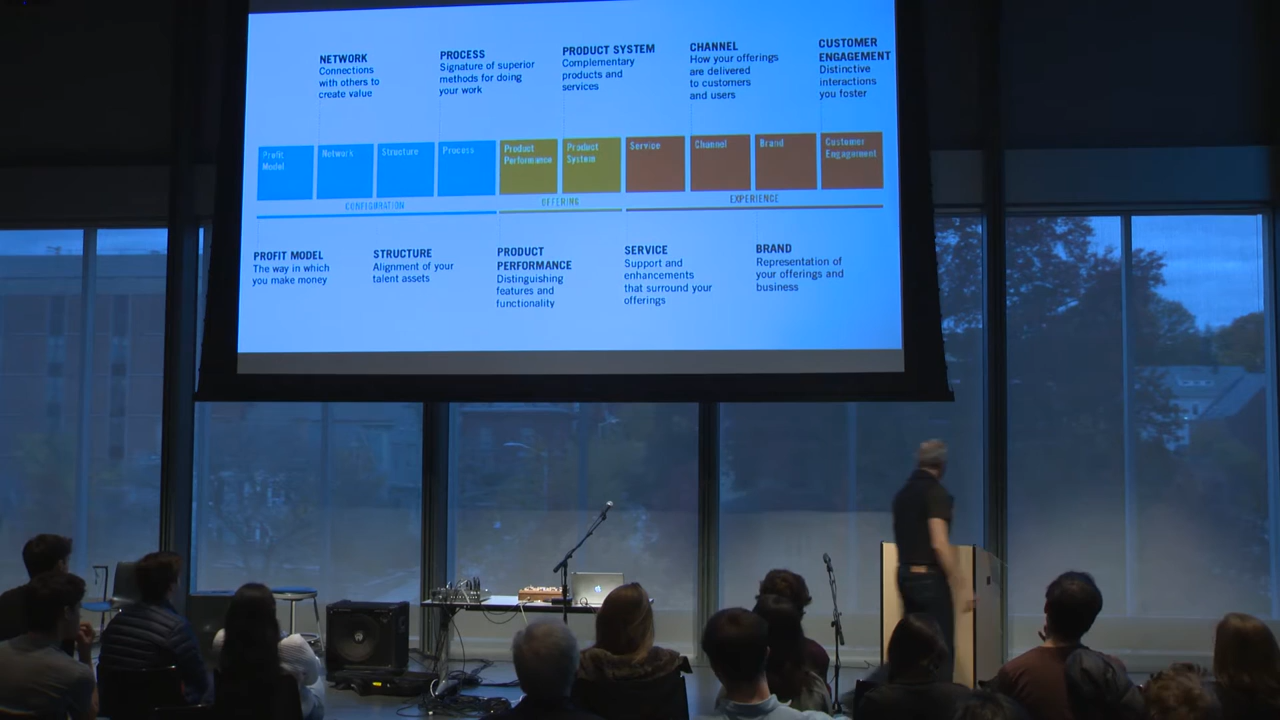 NETWORK
Connections
with others to
create value
PROCESS
Signature of superior
methods for doing
your work
PRODUCT SYSTEM
Complementary
products and
services
CHANNEL
How your offerings
are delivered
to customers
and users
CUSTOMER
ENGAGEMENT
Distinctive
interactions
you foster
Profit
Model
Network
Structure
Process
Product
Performance
Product
System
Service
Channel
Brand
Customer
Engagement
CONFIGURATION
OFFERING
EXPERIENCE
PROFIT MODEL
The way in which
you make money
STRUCTURE
Alignment of your
talent assets
PRODUCT
PERFORMANCE
Distinguishing
features and
functionality
SERVICE
Support and
enhancements
that surround your
offerings
BRAND
Representation of
your offerings and
business